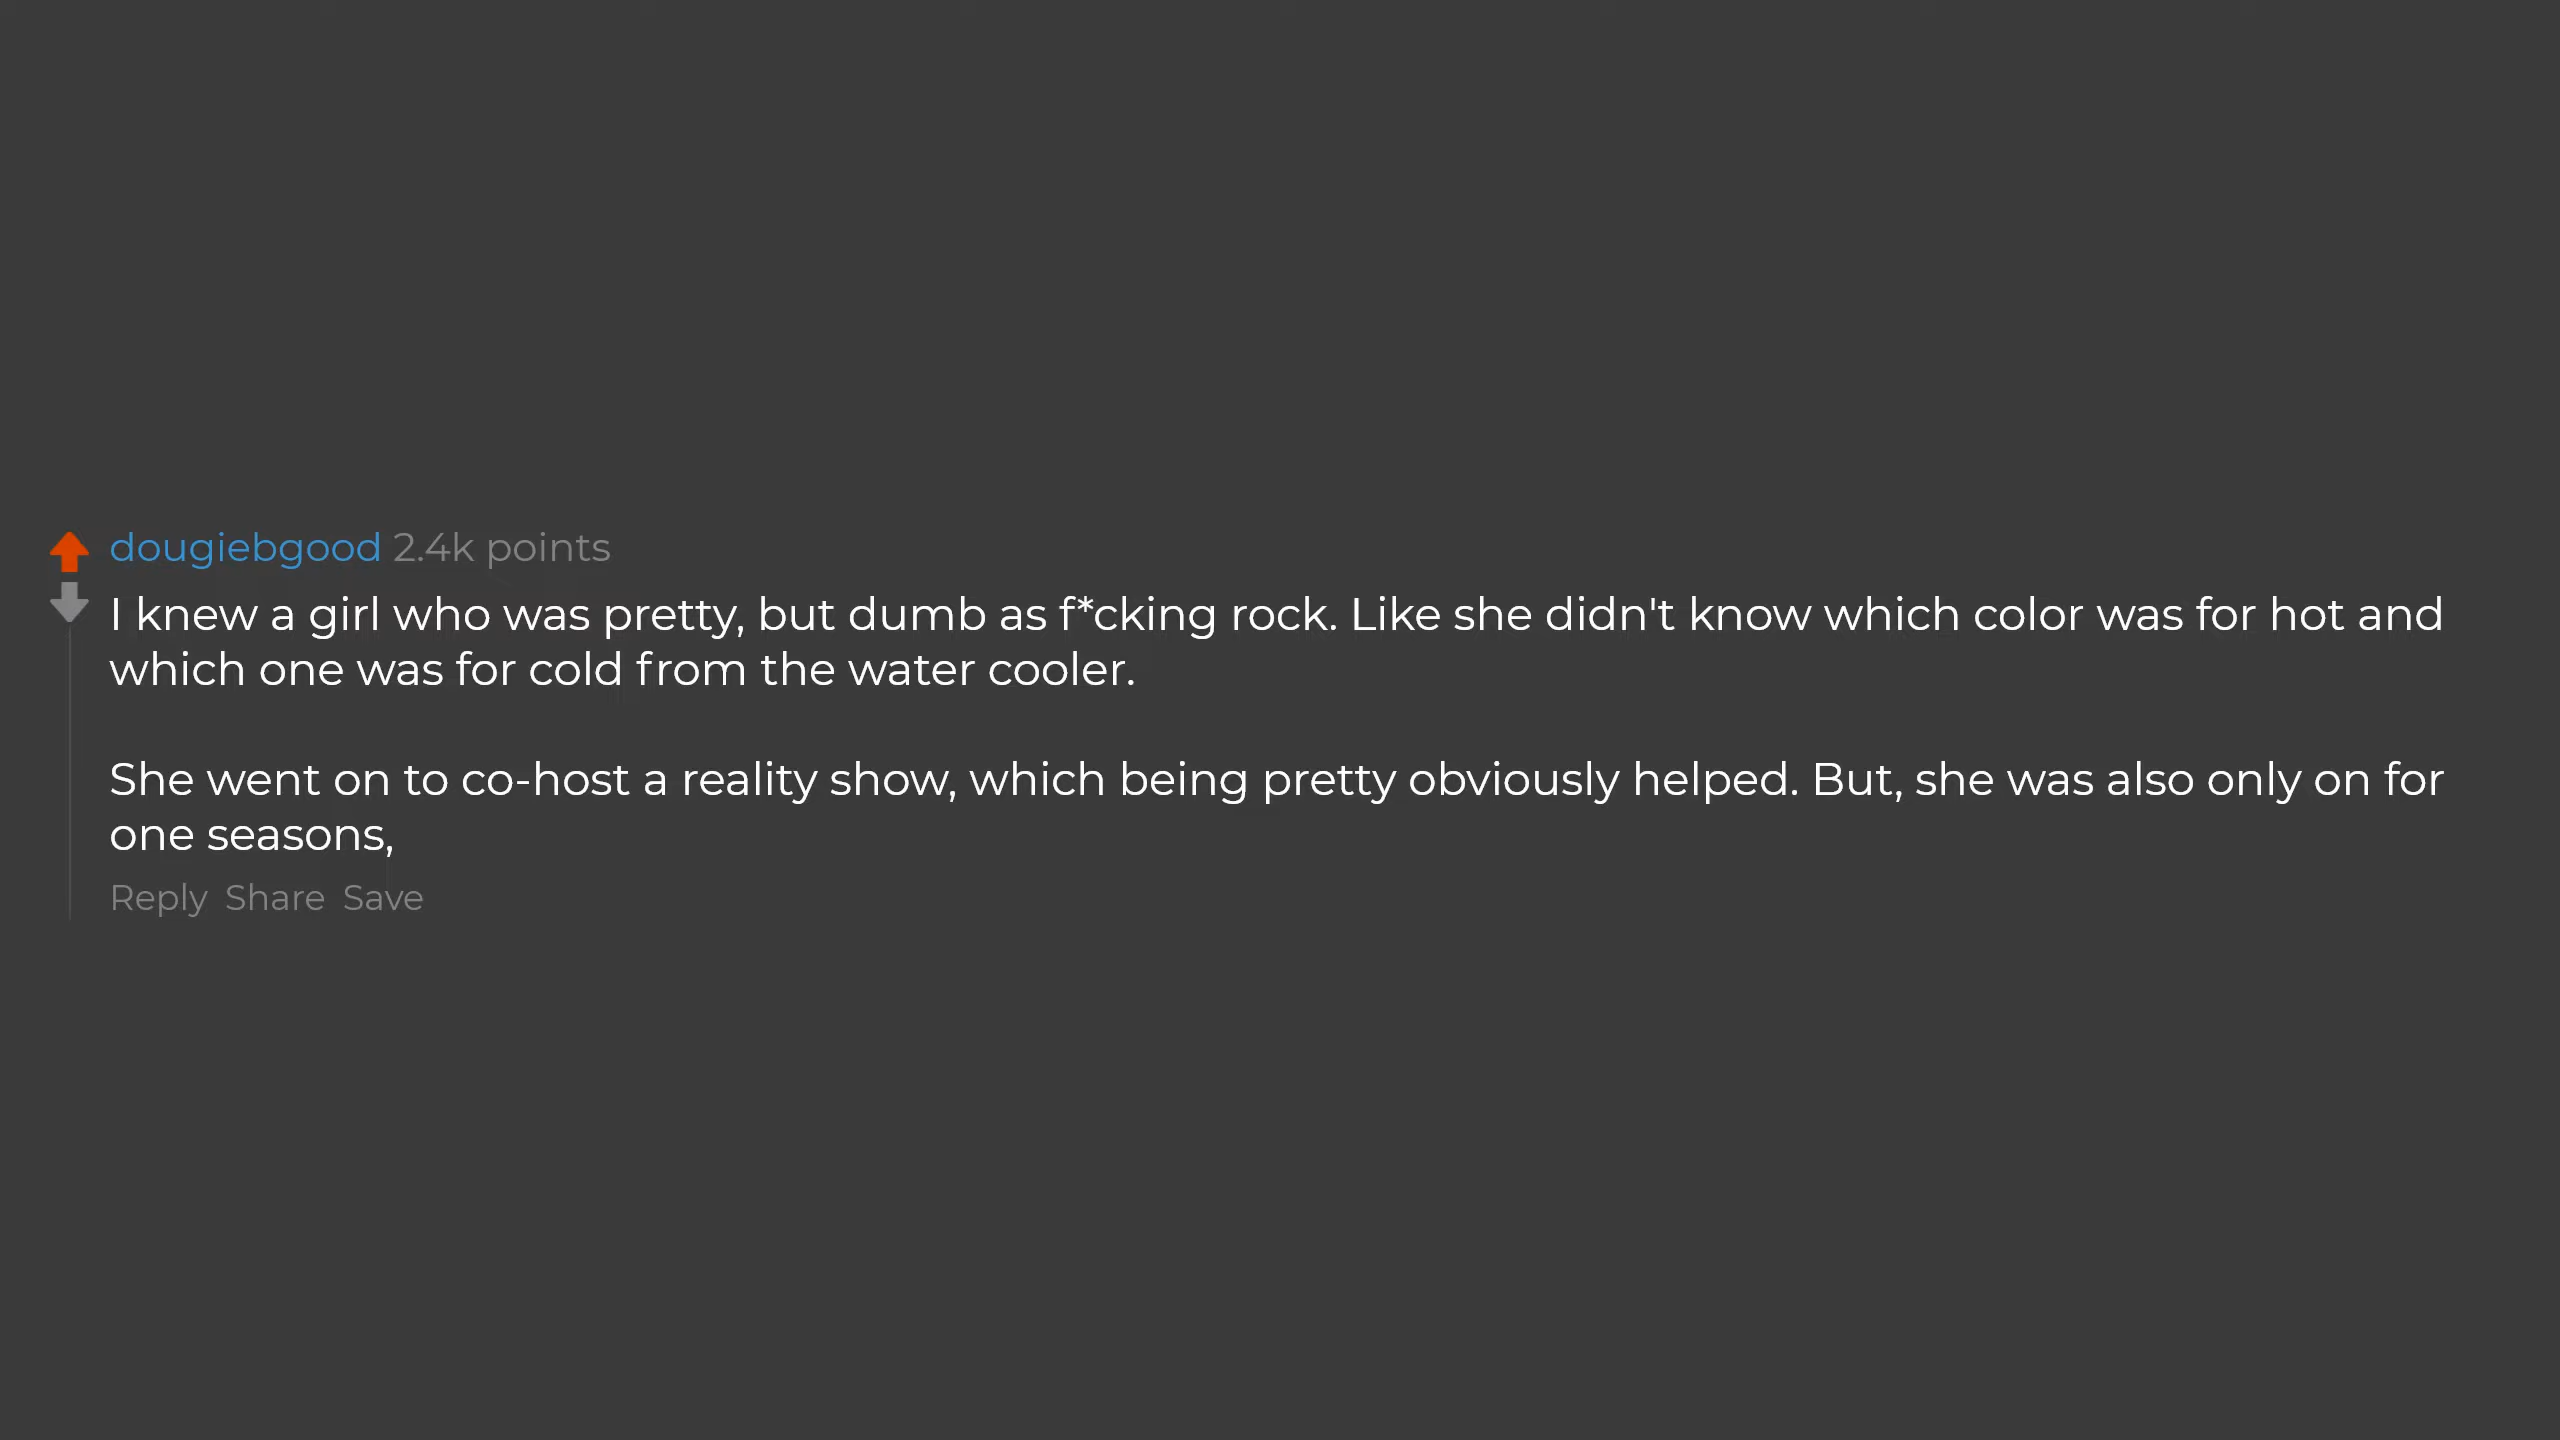 dougiebgood 2.4k points
I knew a girl who was pretty, but dumb as f*cking rock. Like she didn't know which color was for hot and
which one was for cold from the water cooler.
She went on to co-host a reality show, which being pretty obviously helped. But, she was also only on for
one seasons,
Reply Share Save